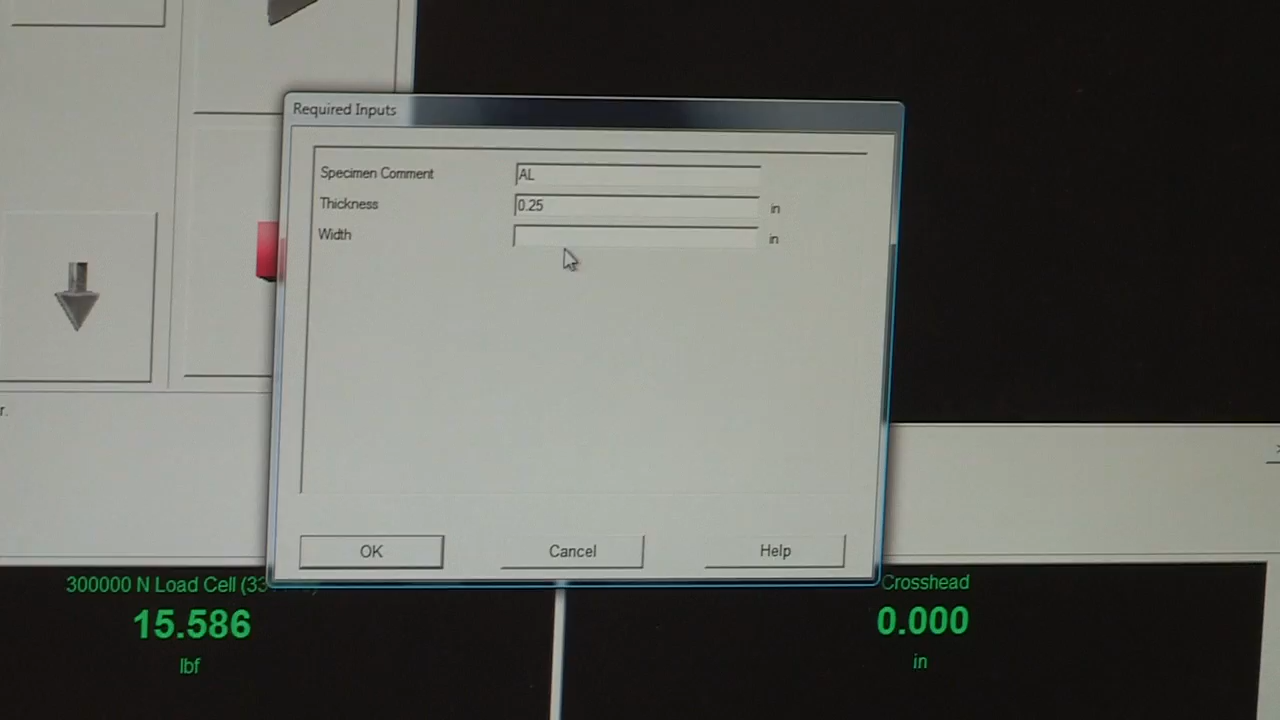 Required Inputs
Specimen Comment AL
Thickness 0.25 in
Width in
r.
OK Cancel Help
300000 N Load Cell (33
15.586
lbf
Crosshead
0.000
in